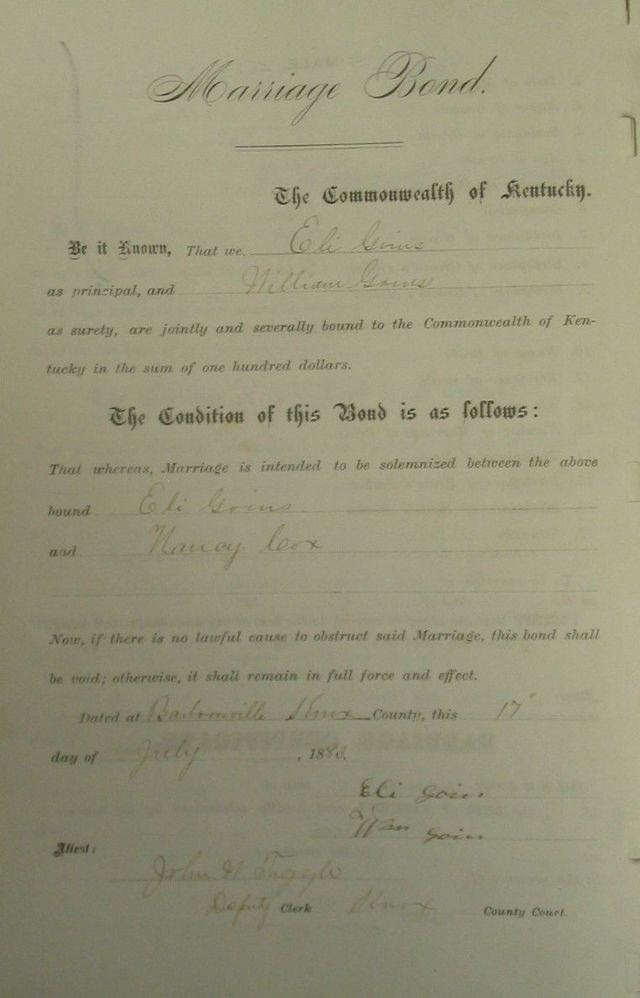 Marriage Bond.
The Commonwealth of Kentucky.
Be it Known, That we Eli Goins
as principal, and William Goins
as surety, are jointly and severally bound to the Commonwealth of Ken-
tucky in the sum of one hundred dollars.
The Condition of this Bond is as follows:
That whereas, Marriage is intended to be solemnized between the above
bound Eli Goins
and Nancy Cox
Now, if there is no lawful cause to obstruct said Marriage, this bond shall
be void; otherwise, it shall remain in full force and effect.
Dated at Barbourville Knox County, this 17"
day of July, 188
Eli Goin
Wm Goin
Attest:
John W
Deputy Clerk Knox County Court.